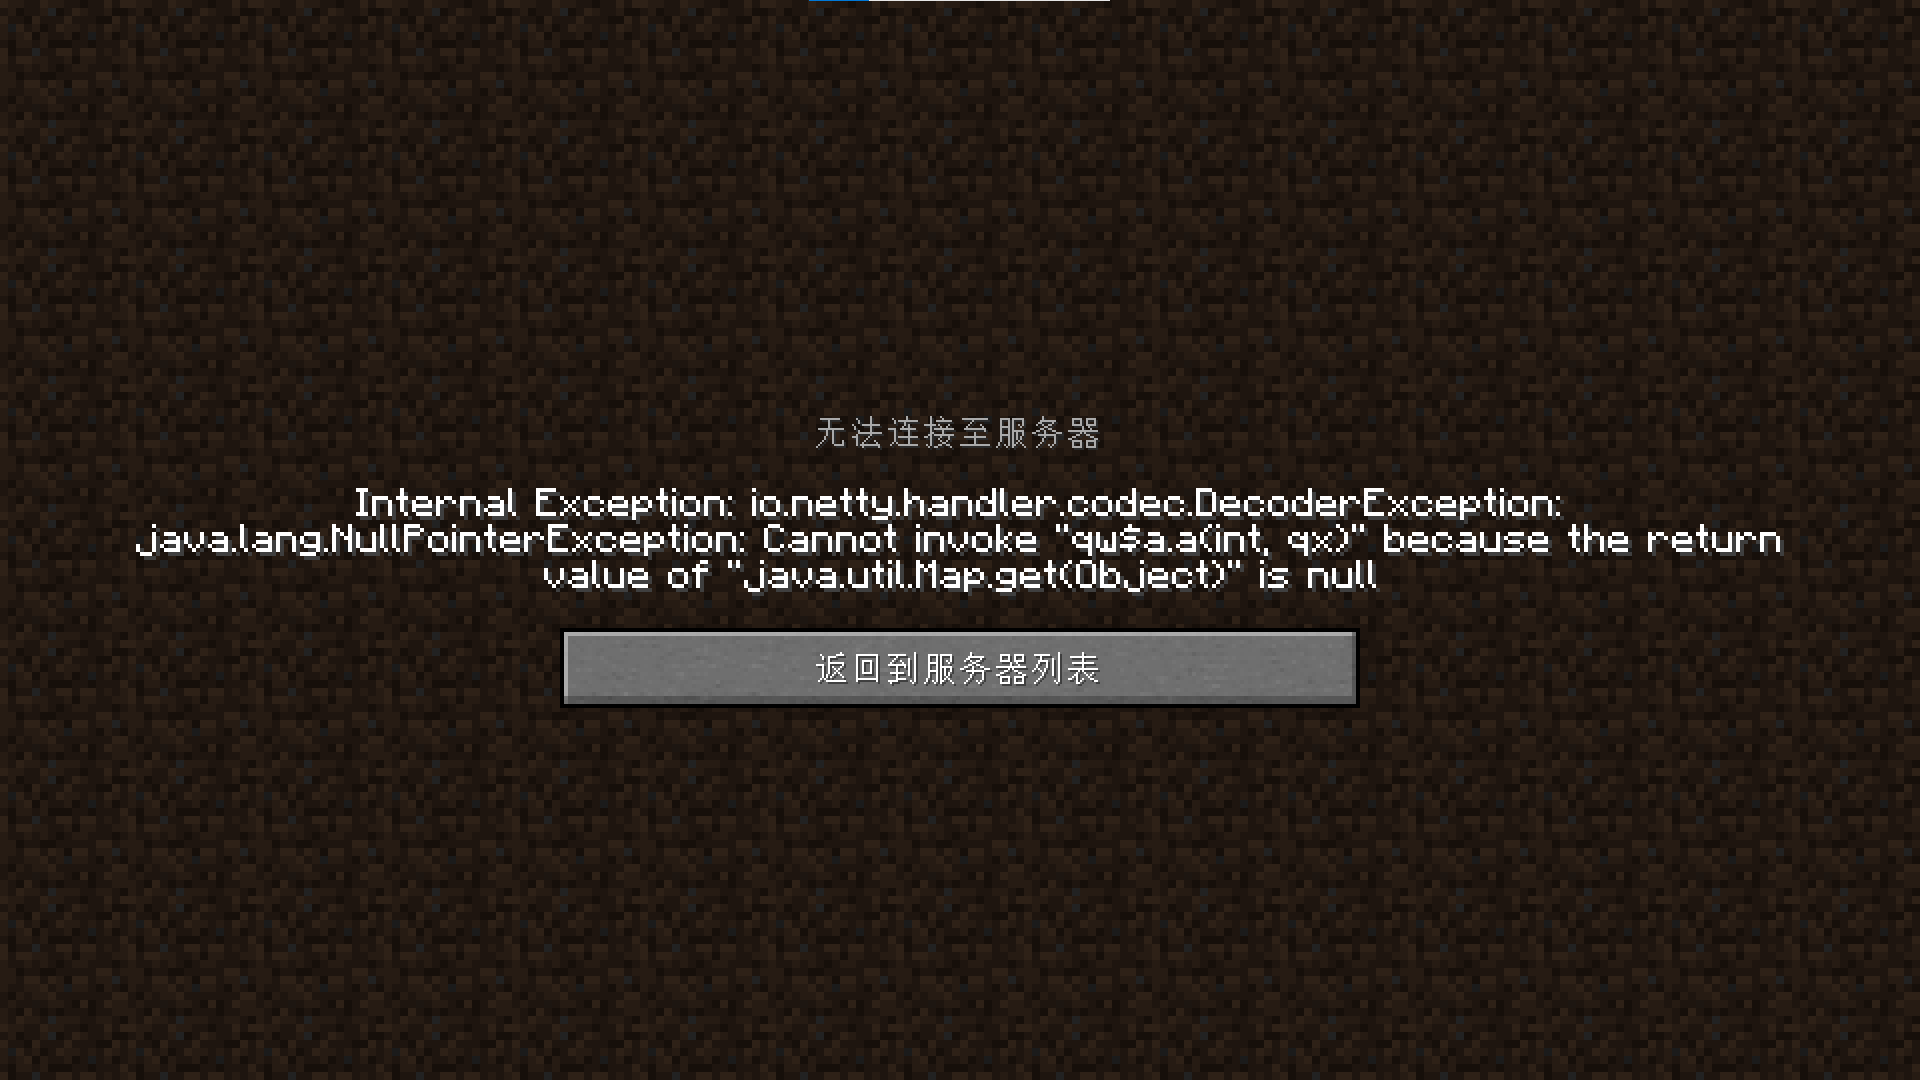 无法连接至服务器
Internal Exception: io.netty.handler.codec.DecoderException:
java.lang.NullPointerException: Cannot invoke "qw$a.a(int, qx)" because the return
value of "java.util.Map.get(Object)" is null
返回到服务器列表